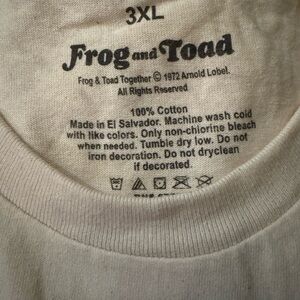 3XL
Frog and Toad
Frog & Toad Together © 1972 Arnold Lobel.
All Rights Reserved
100% Cotton
Made in El Salvador. Machine wash cold
with like colors. Only non-chlorine bleach
when needed. Tumble dry low. Do not
iron decoration. Do not dryclean
if decorated.